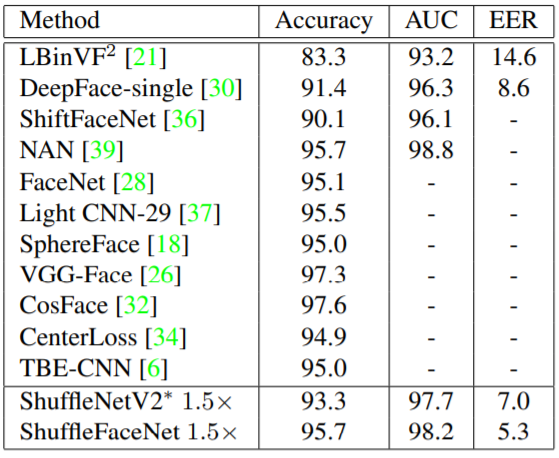 Method Accuracy AUC EER
LBinVF² [21] 83.3 93.2 14.6
DeepFace-single [30] 91.4 96.3 8.6
ShiftFaceNet [36] 90.1 96.1 -
NAN [39] 95.7 98.8 -
FaceNet [28] 95.1 - -
Light CNN-29 [37] 95.5 - -
SphereFace [18] 95.0 - -
VGG-Face [26] 97.3 - -
CosFace [32] 97.6 - -
CenterLoss [34] 94.9 - -
TBE-CNN [6] 95.0 - -
ShuffleNetV2* 1.5× 93.3 97.7 7.0
ShuffleFaceNet 1.5× 95.7 98.2 5.3